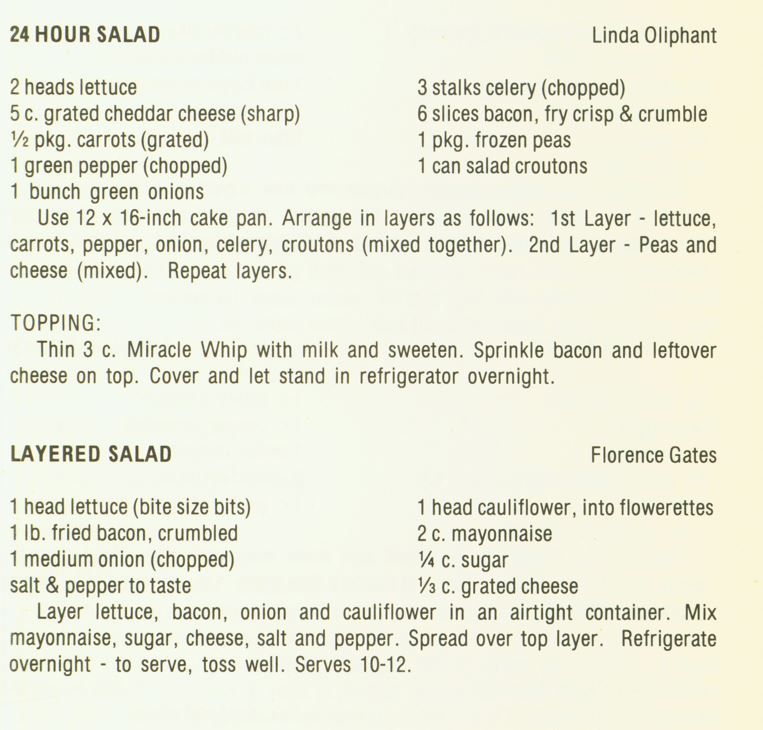 24 HOUR SALAD Linda Oliphant
2 heads lettuce 3 stalks celery (chopped)
5 c. grated cheddar cheese (sharp) 6 slices bacon, fry crisp & crumble
½ pkg. carrots (grated) 1 pkg. frozen peas
1 green pepper (chopped) 1 can salad croutons
1 bunch green onions
Use 12 x 16-inch cake pan. Arrange in layers as follows: 1st Layer - lettuce,
carrots, pepper, onion, celery, croutons (mixed together). 2nd Layer - Peas and
cheese (mixed). Repeat layers.
TOPPING:
Thin 3 c. Miracle Whip with milk and sweeten. Sprinkle bacon and leftover
cheese on top. Cover and let stand in refrigerator overnight.
LAYERED SALAD Florence Gates
1 head lettuce (bite size bits) 1 head cauliflower, into flowerettes
1 lb. fried bacon, crumbled 2 c. mayonnaise
1 medium onion (chopped) ¼ c. sugar
salt & pepper to taste ⅓ c. grated cheese
Layer lettuce, bacon, onion and cauliflower in an airtight container. Mix
mayonnaise, sugar, cheese, salt and pepper. Spread over top layer. Refrigerate
overnight - to serve, toss well. Serves 10-12.